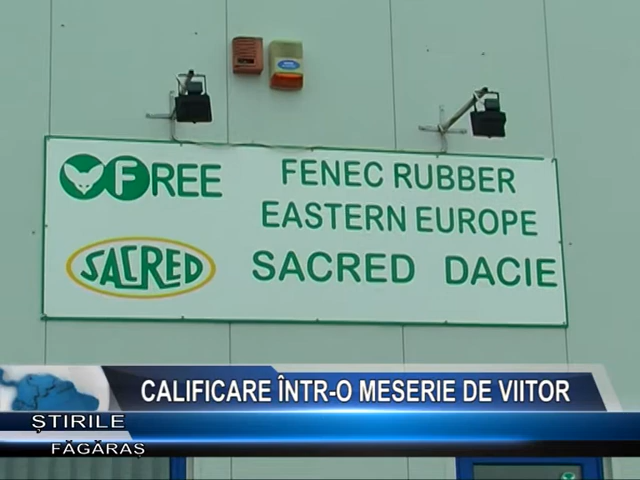 FREE
FENEC RUBBER
EASTERN EUROPE
SACRED
SACRED DACIE
CALIFICARE ÎNTR-O MESERIE DE VIITOR
ȘTIRILE
FĂGĂRAȘ